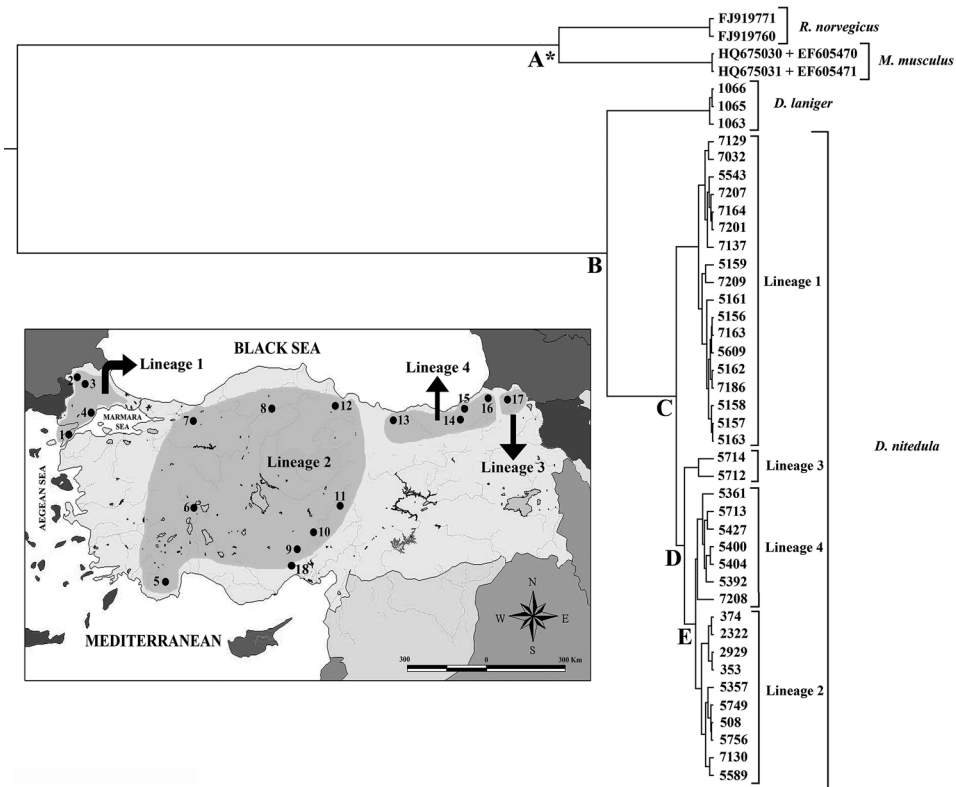 FJ919771
FJ919760
R. norvegicus
A*
HQ675030 + EF605470
HQ675031 + EF605471
M. musculus
1066
1065
1063
D. laniger
B
7129
7032
5543
7207
7164
7201
7137
5159
7209
5161
5156
7163
5609
5162
7186
5158
5157
5163
Lineage 1
C
5714
5712
Lineage 3
D. nitedula
5361
5713
5427
5400
5404
5392
7208
Lineage 4
D
374
2322
2929
353
5357
5749
508
5756
7130
5589
Lineage 2
E
BLACK SEA
Lineage 1
Lineage 4
2
3
4
MARMARA
SEA
1
7
8
12
13
14
15
16
17
Lineage 3
Lineage 2
AEGEAN SEA
6
11
10
9
18
5
MEDITERRANEAN
N
W
E
S
300
0
300 Km